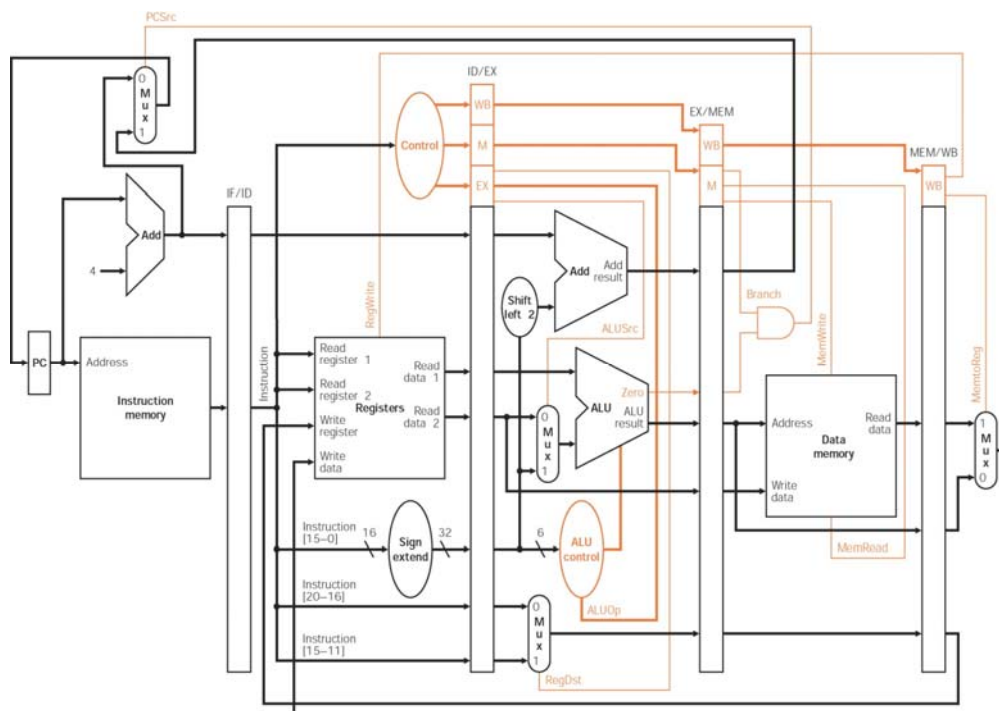 PCSrc
ID/EX
0
M
u
x
1
WB
EX/MEM
Control
M
WB
MEM/WB
IF/ID
EX
M
WB
Add
4
Add
Add
result
Shift
left 2
Branch
RegWrite
ALUSrc
MemWrite
MemtoReg
PC
Address
Instruction
memory
Instruction
Read
register 1
Read
register 2
Write
register
Write
data
Registers
Read
data 1
Read
data 2
0
M
u
x
1
Zero
ALU
ALU
result
Address
Write
data
Data
memory
Read
data
1
M
u
x
0
Instruction
[15–0]
16
Sign
extend
32
6
ALU
control
MemRead
Instruction
[20–16]
Instruction
[15–11]
0
M
u
x
1
ALUOp
RegDst